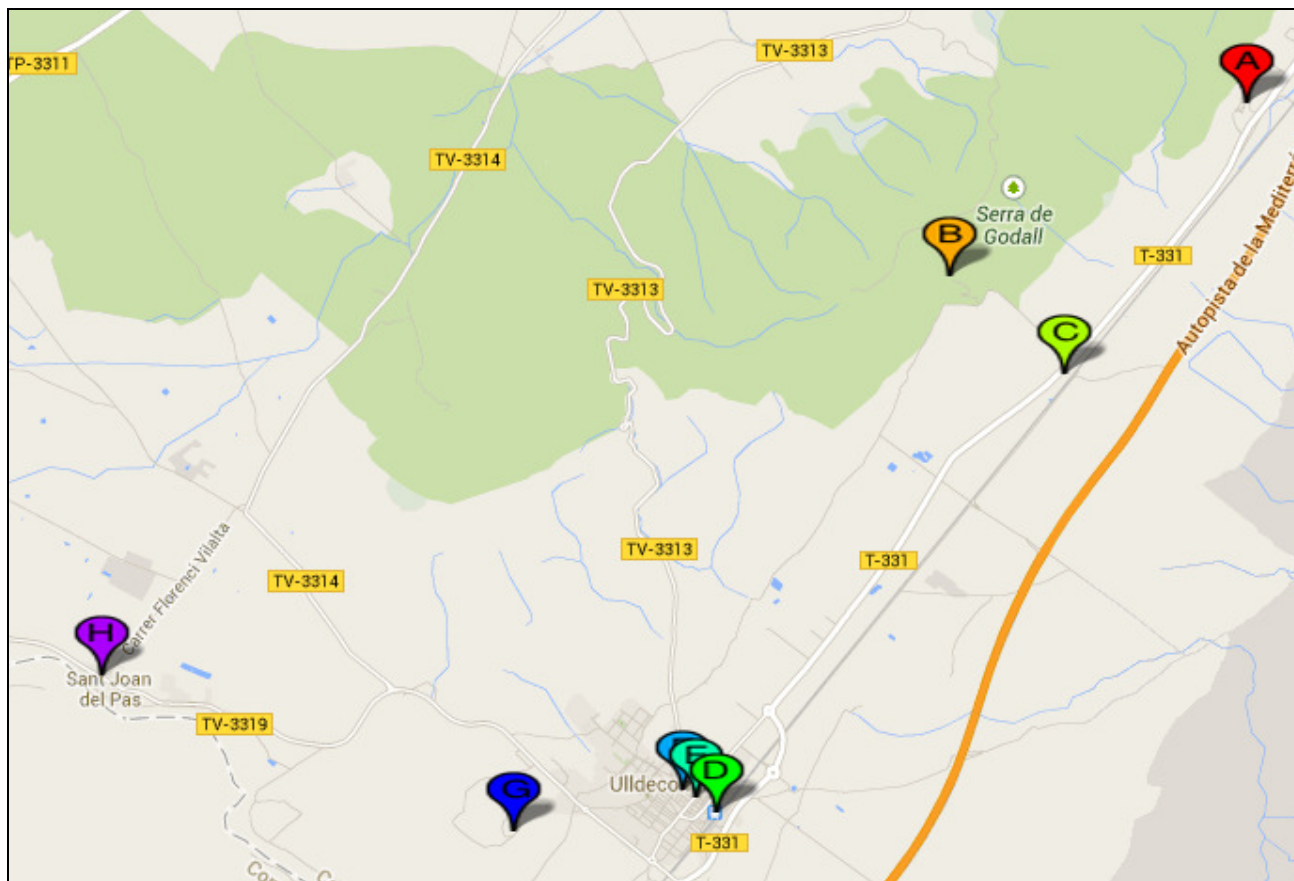 TP-3311
TV-3313
A
TV-3314
Serra de
Godall
B
T-331
Autopista de la Mediterrá
TV-3313
C
TV-3313
T-331
Carrer Florenci Vilalta
TV-3314
H
Sant Joan
del Pas
TV-3319
E
D
Ulldeco
G
T-331